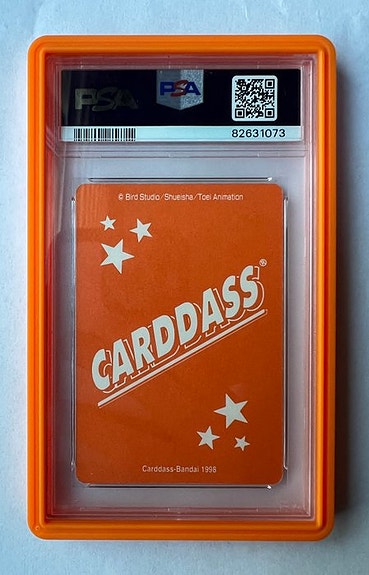 PSA
PSA
82631073
© Bird Studio/Shueisha/Toei Animation
CARDDASS®
Carddass-Bandai 1998